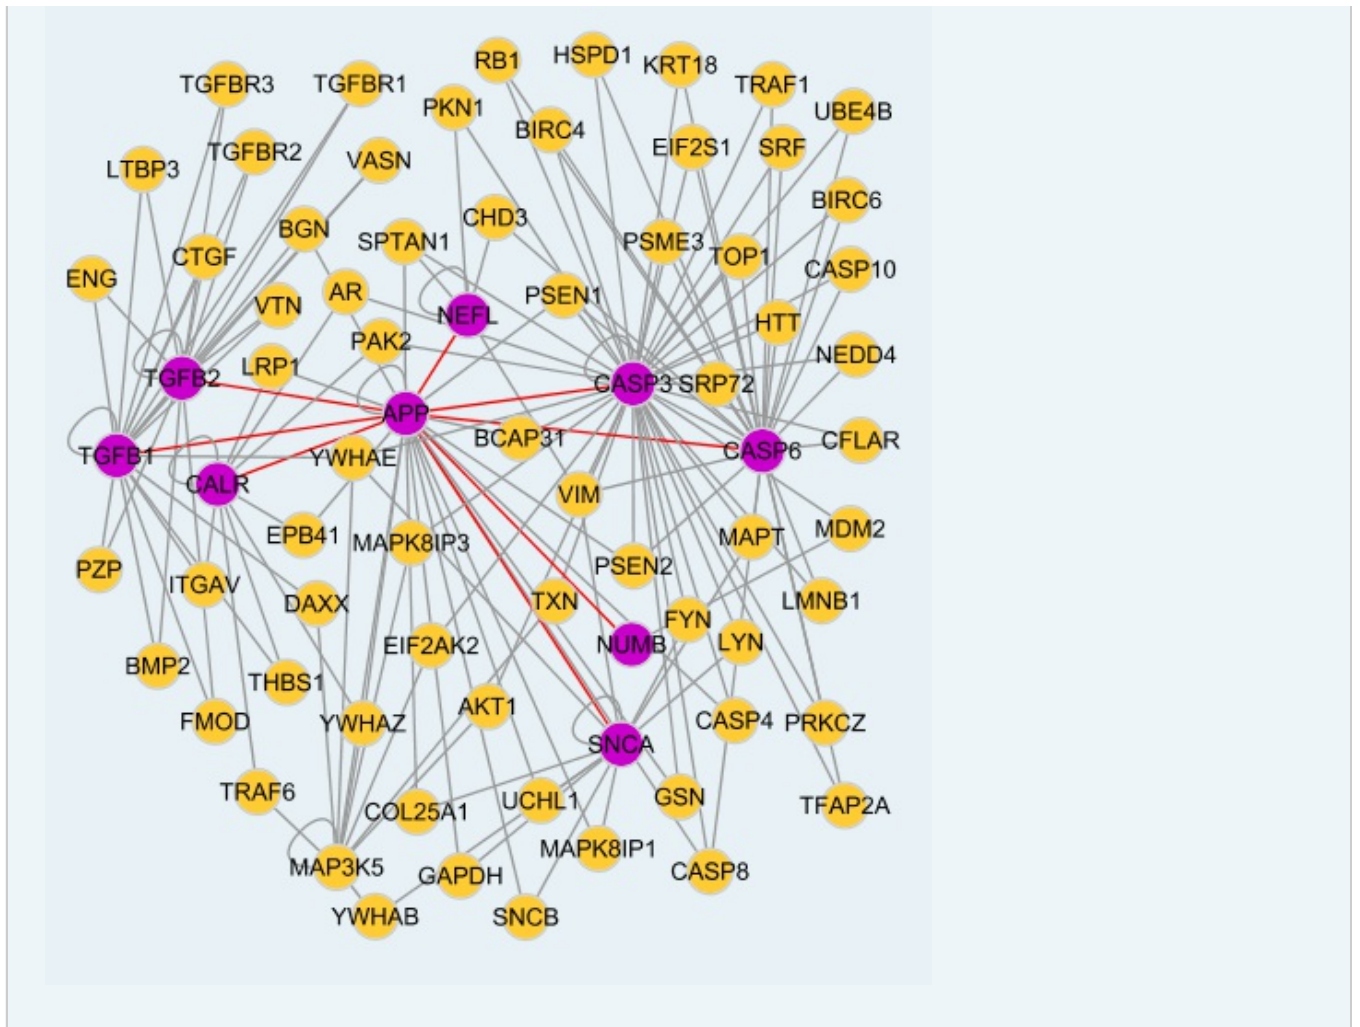 RB1
HSPD1
KRT18
TGFBR3
TGFBR1
TRAF1
PKN1
UBE4B
BIRC4
TGFBR2
VASN
EIF2S1
SRF
LTBP3
BIRC6
CHD3
BGN
SPTAN1
PSME3
TOP1
CTGF
CASP10
ENG
AR
VTN
PSEN1
NEFL
HTT
PAK2
NEDD4
LRP1
TGFB2
CASP3
SRP72
APP
BCAP31
CFLAR
TGFB1
YWHAE
CASP6
CALR
VIM
EPB41
MAPK8IP3
MAPT
MDM2
PZP
ITGAV
PSEN2
DAXX
TXN
LMNB1
FYN
EIF2AK2
NUMB
LYN
BMP2
THBS1
FMOD
YWHAZ
AKT1
CASP4
PRKCZ
SNCA
TRAF6
COL25A1
UCHL1
GSN
TFAP2A
MAPK8IP1
MAP3K5
GAPDH
CASP8
YWHAB
SNCB